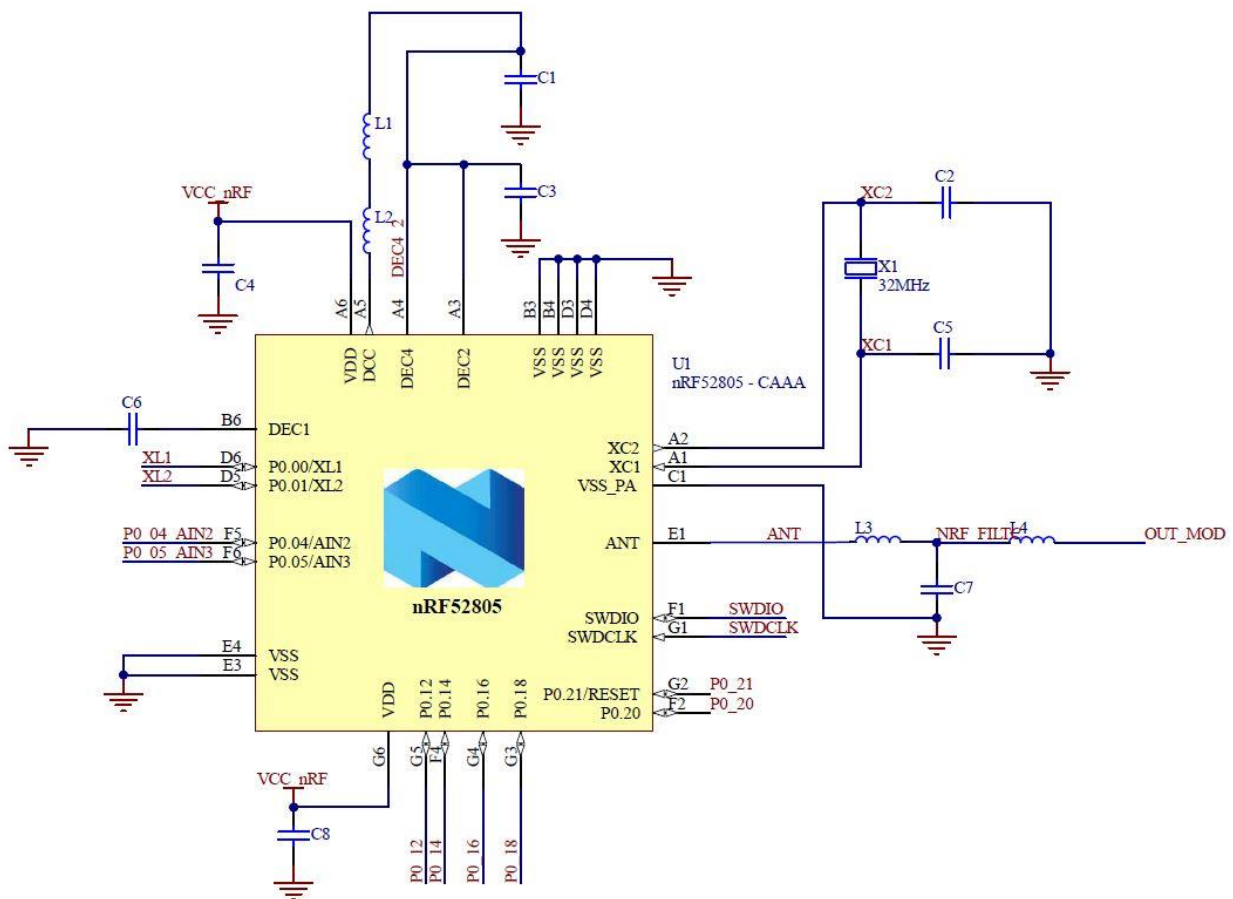 C1
L1
C3
C2
VCC_nRF
XC2
L2
DEC4_2
C4
X1
32MHz
A6
A5
A4
A3
B3
B4
D3
D4
C5
XC1
VDD
DCC
DEC4
DEC2
VSS
VSS
VSS
VSS
U1
nRF52805 - CAAA
C6
B6
DEC1
XC2
A2
XL1
D6
P0.00/XL1
XC1
A1
XL2
D5
P0.01/XL2
VSS_PA
C1
P0_04_AIN2
F5
P0.04/AIN2
ANT
E1
ANT
L3
NRF_FILTC
L4
OUT_MOD
P0_05_AIN3
F6
P0.05/AIN3
C7
nRF52805
SWDIO
F1
SWDIO
SWDCLK
G1
SWDCLK
E4
VSS
E3
VSS
VDD
P0.12
P0.14
P0.16
P0.18
P0.21/RESET
G2
P0_21
P0.20
F2
P0_20
G6
G5
F4
G4
G3
VCC_nRF
C8
P0_12
P0_14
P0_16
P0_18